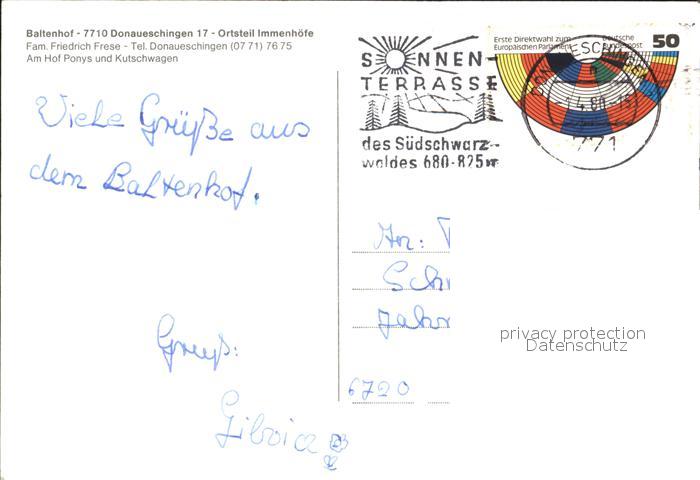 Baltenhof - 7710 Donaueschingen 17 - Ortsteil Immenhöfe
Fam. Friedrich Frese - Tel. Donaueschingen (07 71) 76 75
Am Hof Ponys und Kutschwagen
Viele Grüße aus
dem Baltenhof.
Gruß:
SONNEN-
TERRASSE
des Südschwarz-
waldes 680-825m
Erste Direktwahl zum
Europäischen Parlament
Deutsche
Bundespost
50
771
6720
privacy protection
Datenschutz